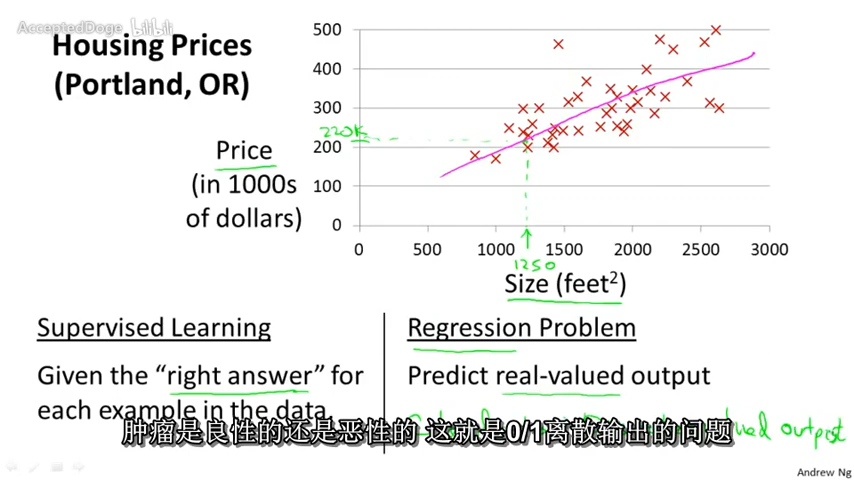 AcceptedDoge bilibili
Housing Prices
(Portland, OR)
Price
(in 1000s
of dollars)
500
400
300
220K
200
100
0
0 500 1000 1500 2000 2500 3000
1250
Size (feet²)
Supervised Learning
Given the “right answer” for
each example in the data.
Regression Problem
Predict real-valued output
output
肿瘤是良性的还是恶性的 这就是0/1离散输出的问题
Andrew Ng